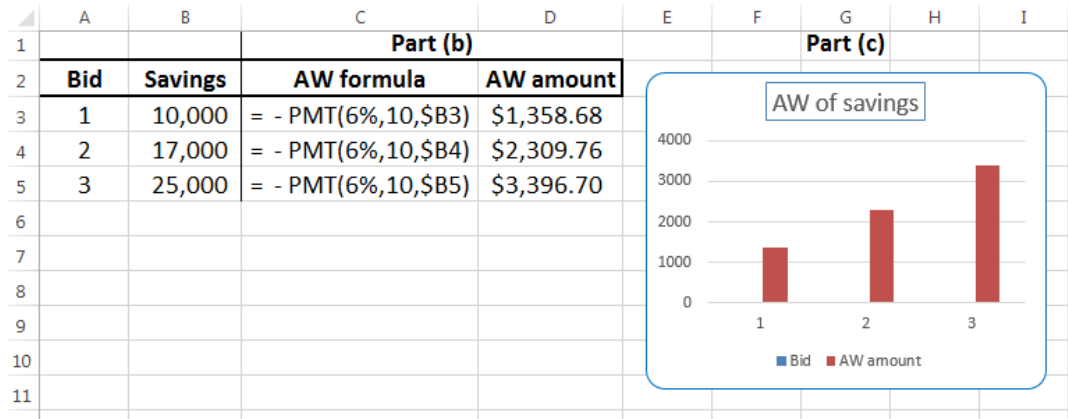 A B C D E F G H I
1 Part (b) Part (c)
2 Bid Savings AW formula AW amount
3 1 10,000 = - PMT(6%,10,$B3) $1,358.68
4 2 17,000 = - PMT(6%,10,$B4) $2,309.76
5 3 25,000 = - PMT(6%,10,$B5) $3,396.70
6
7
8
9
10
11
AW of savings
4000
3000
2000
1000
0
1 2 3
Bid AW amount